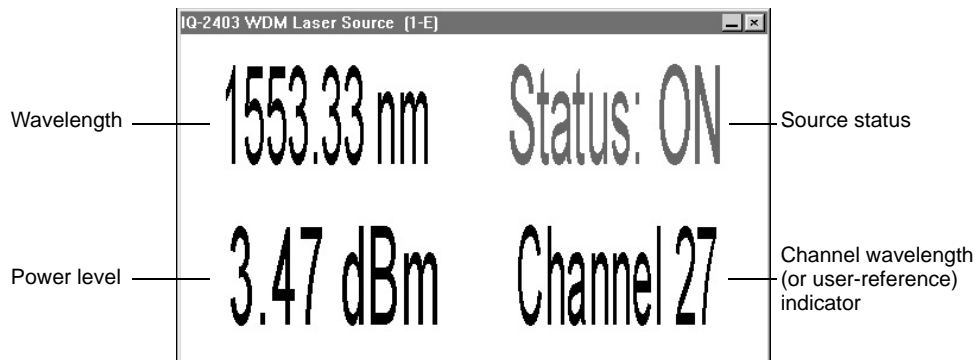 IQ-2403 WDM Laser Source (1-E)
Wavelength
1553.33 nm
Status: ON
Source status
Power level
3.47 dBm
Channel 27
Channel wavelength
(or user-reference)
indicator